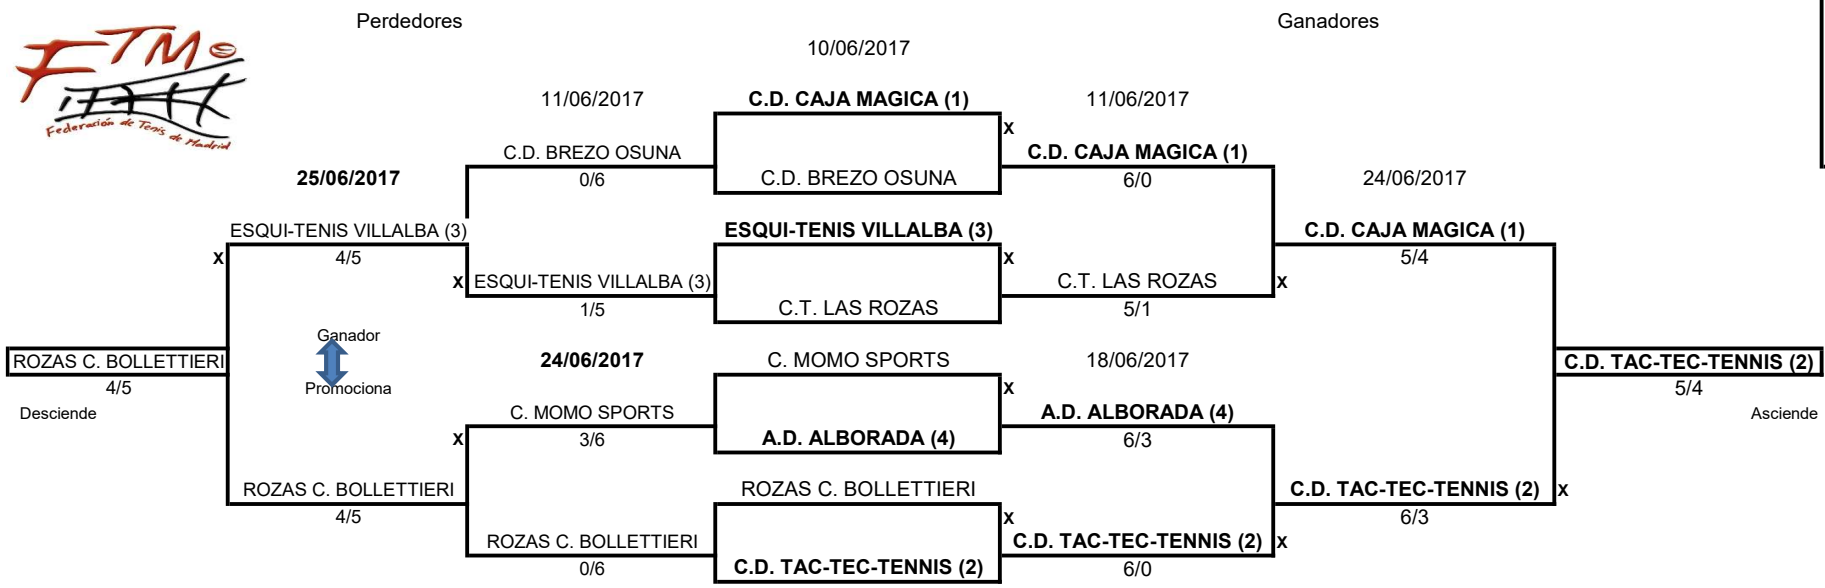 Perdedores
Ganadores
FTM
Federación de Tenis de Madrid
10/06/2017
11/06/2017
C.D. CAJA MAGICA (1)
11/06/2017
x
C.D. BREZO OSUNA
C.D. CAJA MAGICA (1)
25/06/2017
0/6
C.D. BREZO OSUNA
6/0
24/06/2017
ESQUI-TENIS VILLALBA (3)
ESQUI-TENIS VILLALBA (3)
C.D. CAJA MAGICA (1)
x
4/5
x
5/4
x
ESQUI-TENIS VILLALBA (3)
C.T. LAS ROZAS
x
1/5
C.T. LAS ROZAS
5/1
Ganador
ROZAS C. BOLLETTIERI
24/06/2017
C. MOMO SPORTS
18/06/2017
C.D. TAC-TEC-TENNIS (2)
4/5
Promociona
x
5/4
Desciende
C. MOMO SPORTS
A.D. ALBORADA (4)
Asciende
x
3/6
A.D. ALBORADA (4)
6/3
ROZAS C. BOLLETTIERI
ROZAS C. BOLLETTIERI
C.D. TAC-TEC-TENNIS (2)
x
4/5
x
6/3
ROZAS C. BOLLETTIERI
C.D. TAC-TEC-TENNIS (2)
x
0/6
C.D. TAC-TEC-TENNIS (2)
6/0